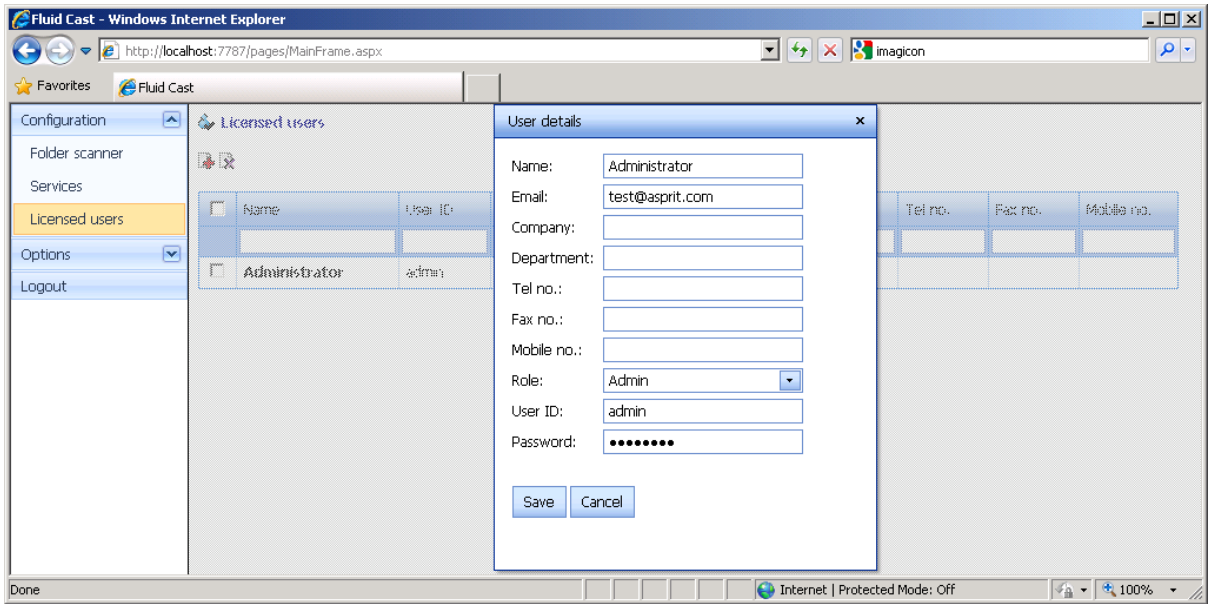 Fluid Cast - Windows Internet Explorer
http://localhost:7787/pages/MainFrame.aspx
imagicon
Favorites
Fluid Cast
Configuration
Folder scanner
Services
Licensed users
Options
Logout
Licensed users
Name User ID Tel no. Fax no. Mobile no.
Administrator admin
User details
Name: Administrator
Email: test@asprit.com
Company:
Department:
Tel no.:
Fax no.:
Mobile no.:
Role: Admin
User ID: admin
Password: ●●●●●●●●
Save Cancel
Done Internet | Protected Mode: Off 100%